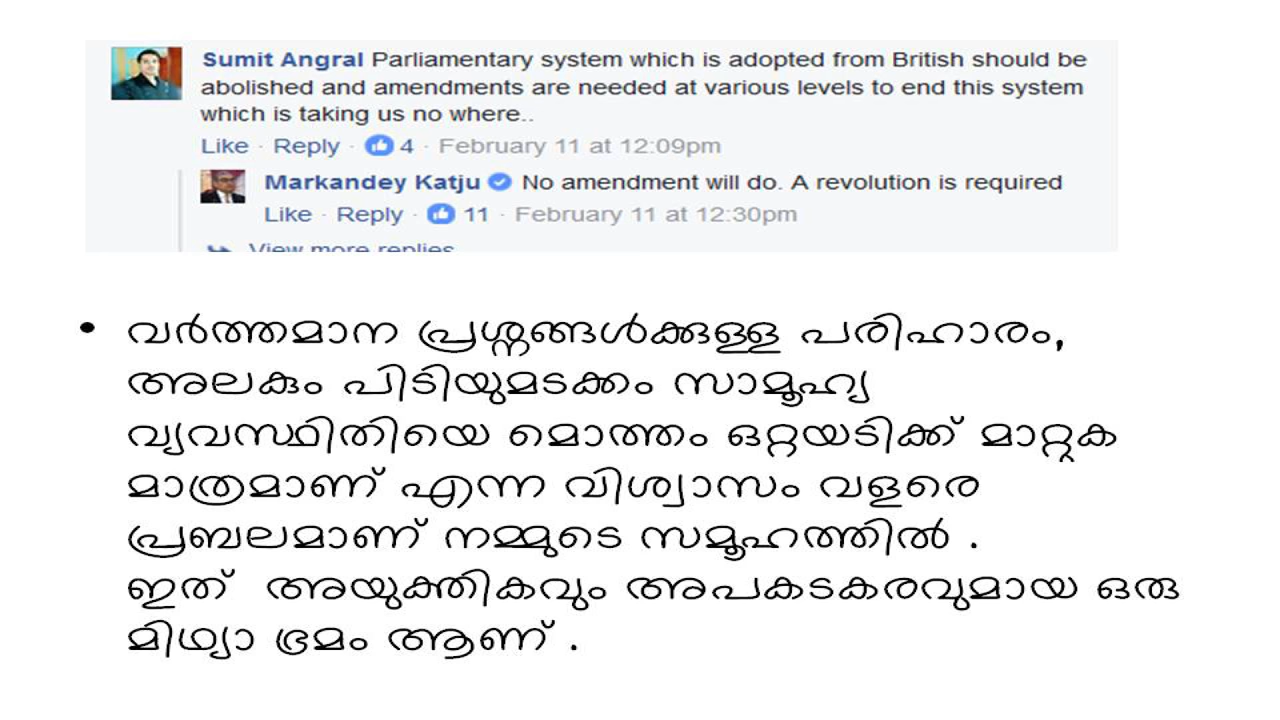 Sumit Angral Parliamentary system which is adopted from British should be
abolished and amendments are needed at various levels to end this system
which is taking us no where..
Like · Reply · 4 · February 11 at 12:09pm
Markandey Katju No amendment will do. A revolution is required
Like · Reply · 11 · February 11 at 12:30pm
View more replies
• വർത്തമാന പ്രശ്നങ്ങൾക്കുള്ള പരിഹാരം,
അലകും പിടിയുമടക്കം സാമൂഹ്യ
വ്യവസ്ഥിതിയെ മൊത്തം ഒറ്റയടിക്ക് മാറ്റുക
മാത്രമാണ് എന്ന വിശ്വാസം വളരെ
പ്രബലമാണ് നമ്മുടെ സമൂഹത്തിൽ .
ഇത് അയുക്തികവും അപകടകരവുമായ ഒരു
മിഥ്യാ ഭ്രമം ആണ് .